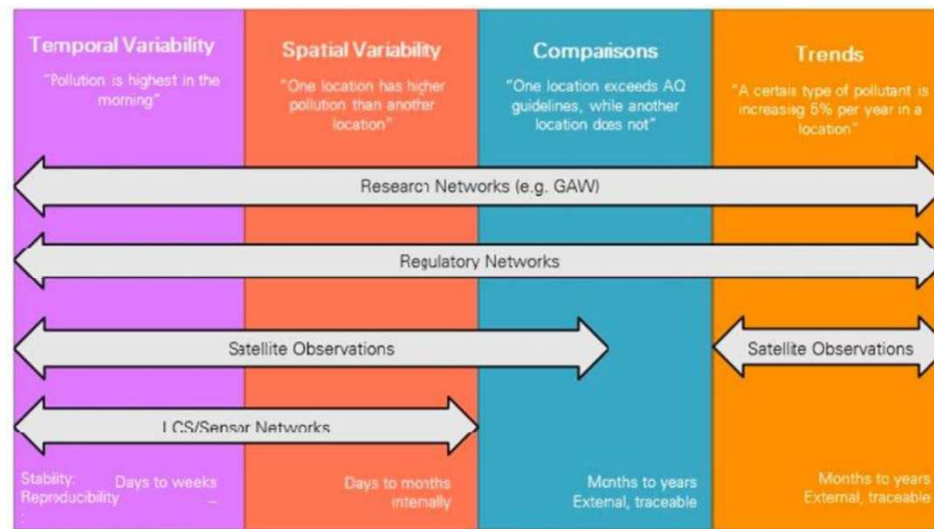 Temporal Variability
"Pollution is highest in the
morning"
Spatial Variability
"One location has higher
pollution than another
location"
Comparisons
"One location exceeds AQ
guidelines, while another
location does not"
Trends
"A certain type of pollutant is
increasing 5% per year in a
location"
Research Networks (e.g. GAW)
Regulatory Networks
Satellite Observations
Satellite Observations
LCS/Sensor Networks
Stability: Days to weeks
Reproducibility –
:
Days to months
internally
Months to years
External, traceable
Months to years
External, traceable